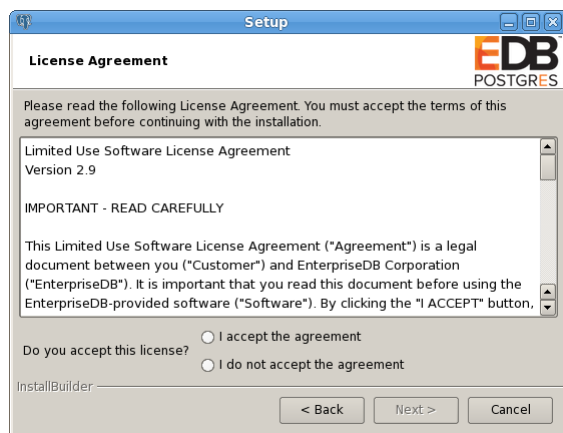 Setup
License Agreement
EDB
POSTGRES
Please read the following License Agreement. You must accept the terms of this
agreement before continuing with the installation.
Limited Use Software License Agreement
Version 2.9
IMPORTANT - READ CAREFULLY
This Limited Use Software License Agreement ("Agreement") is a legal
document between you ("Customer") and EnterpriseDB Corporation
("EnterpriseDB"). It is important that you read this document before using the
EnterpriseDB-provided software ("Software"). By clicking the "I ACCEPT" button,
Do you accept this license?
I accept the agreement
I do not accept the agreement
InstallBuilder
< Back
Next >
Cancel